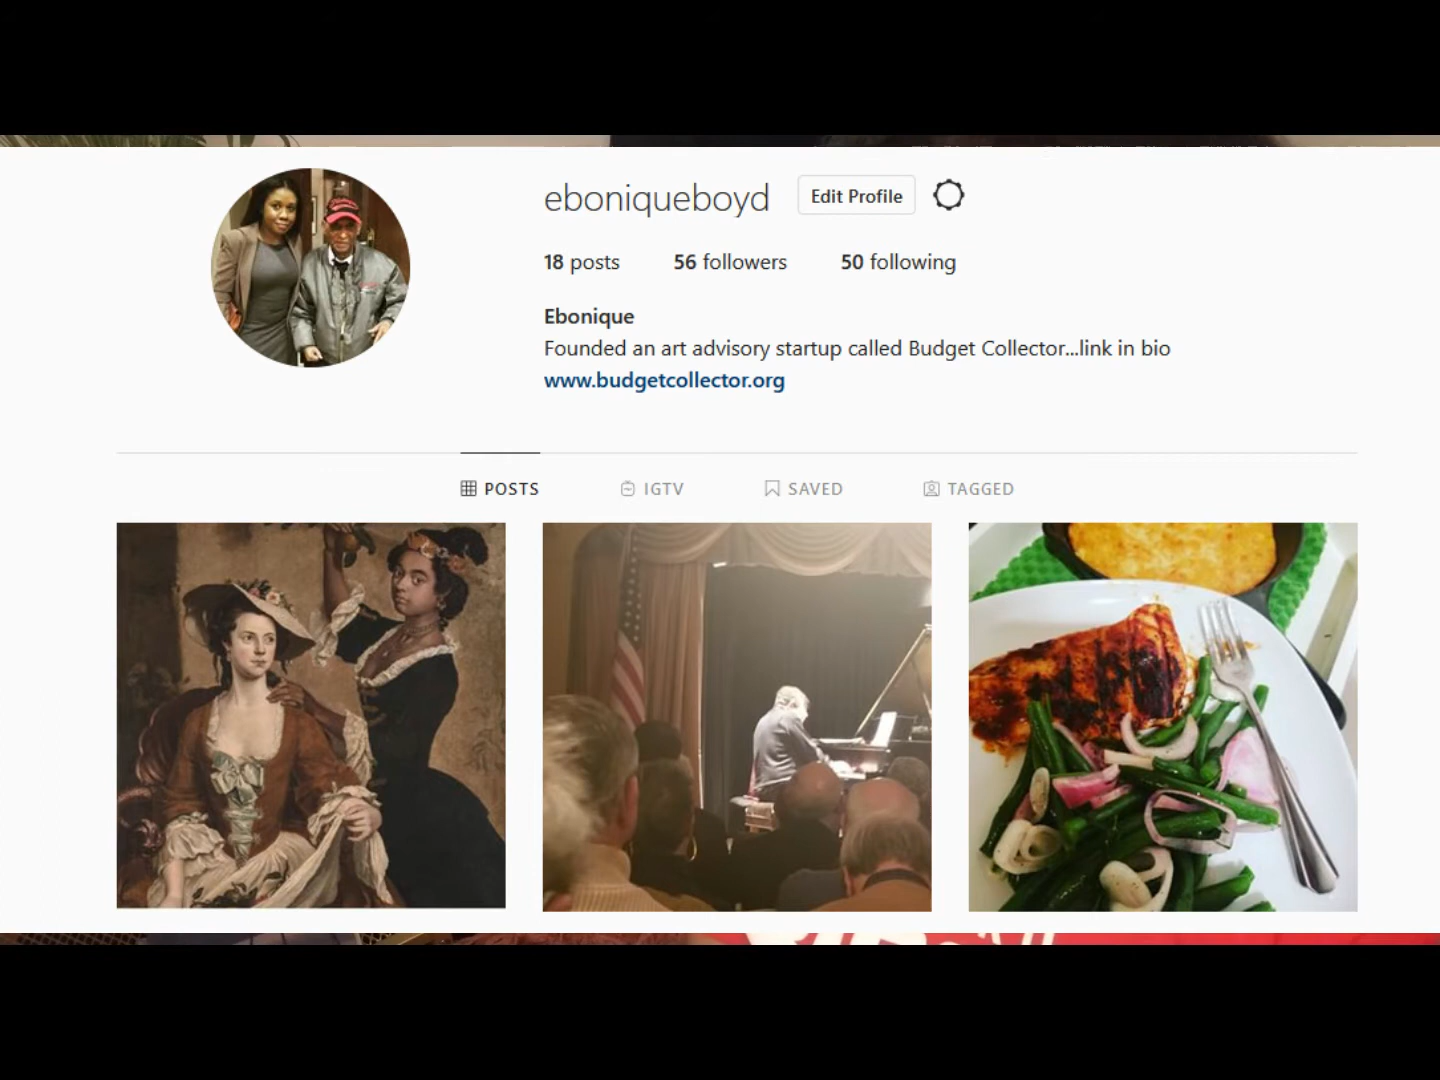 eboniqueboyd Edit Profile
18 posts 56 followers 50 following
Ebonique
Founded an art advisory startup called Budget Collector...link in bio
www.budgetcollector.org
POSTS IGTV SAVED TAGGED